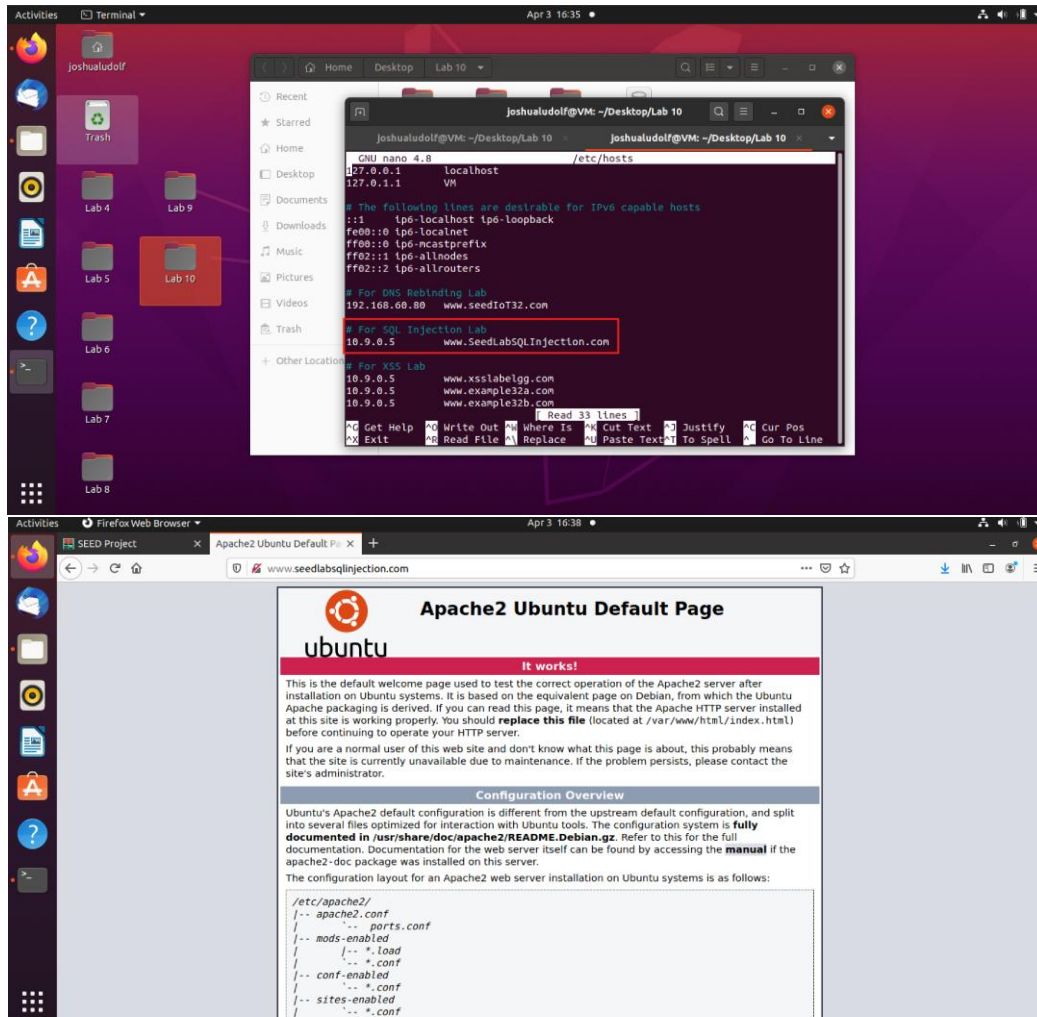 Activities Terminal Apr 3 16:35
joshualudolf
Trash
Lab 4 Lab 9
Lab 5 Lab 10
Lab 6
Lab 7
Lab 8
Home Desktop Lab 10
Recent
Starred
Home
Desktop
Documents
Downloads
Music
Pictures
Videos
Trash
+ Other Location
joshualudolf@VM: ~/Desktop/Lab 10
joshualudolf@VM: ~/Desktop/Lab 10 × joshualudolf@VM: ~/Desktop/Lab 10 ×
GNU nano 4.8 /etc/hosts
127.0.0.1 localhost
127.0.1.1 VM
# The following lines are desirable for IPv6 capable hosts
::1 ip6-localhost ip6-loopback
fe00::0 ip6-localnet
ff00::0 ip6-mcastprefix
ff02::1 ip6-allnodes
ff02::2 ip6-allrouters
# For DNS Rebinding Lab
192.168.60.80 www.seedIoT32.com
# For SQL Injection Lab
10.9.0.5 www.SeedLabSQLInjection.com
# For XSS Lab
10.9.0.5 www.xsslabelgg.com
10.9.0.5 www.example32a.com
10.9.0.5 www.example32b.com
[ Read 33 lines ]
^G Get Help ^O Write Out ^W Where Is ^K Cut Text ^J Justify ^C Cur Pos
^X Exit ^R Read File ^\ Replace ^U Paste Text ^T To Spell ^_ Go To Line
Activities Firefox Web Browser Apr 3 16:38
SEED Project × Apache2 Ubuntu Default Pa × +
www.seedlabsqlinjection.com
ubuntu
Apache2 Ubuntu Default Page
It works!
This is the default welcome page used to test the correct operation of the Apache2 server after
installation on Ubuntu systems. It is based on the equivalent page on Debian, from which the Ubuntu
Apache packaging is derived. If you can read this page, it means that the Apache HTTP server installed
at this site is working properly. You should replace this file (located at /var/www/html/index.html)
before continuing to operate your HTTP server.
If you are a normal user of this web site and don't know what this page is about, this probably means
that the site is currently unavailable due to maintenance. If the problem persists, please contact the
site's administrator.
Configuration Overview
Ubuntu's Apache2 default configuration is different from the upstream default configuration, and split
into several files optimized for interaction with Ubuntu tools. The configuration system is fully
documented in /usr/share/doc/apache2/README.Debian.gz. Refer to this for the full
documentation. Documentation for the web server itself can be found by accessing the manual if the
apache2-doc package was installed on this server.
The configuration layout for an Apache2 web server installation on Ubuntu systems is as follows:
/etc/apache2/
|-- apache2.conf
| `-- ports.conf
|-- mods-enabled
| |-- *.load
| `-- *.conf
|-- conf-enabled
| `-- *.conf
|-- sites-enabled
| `-- *.conf